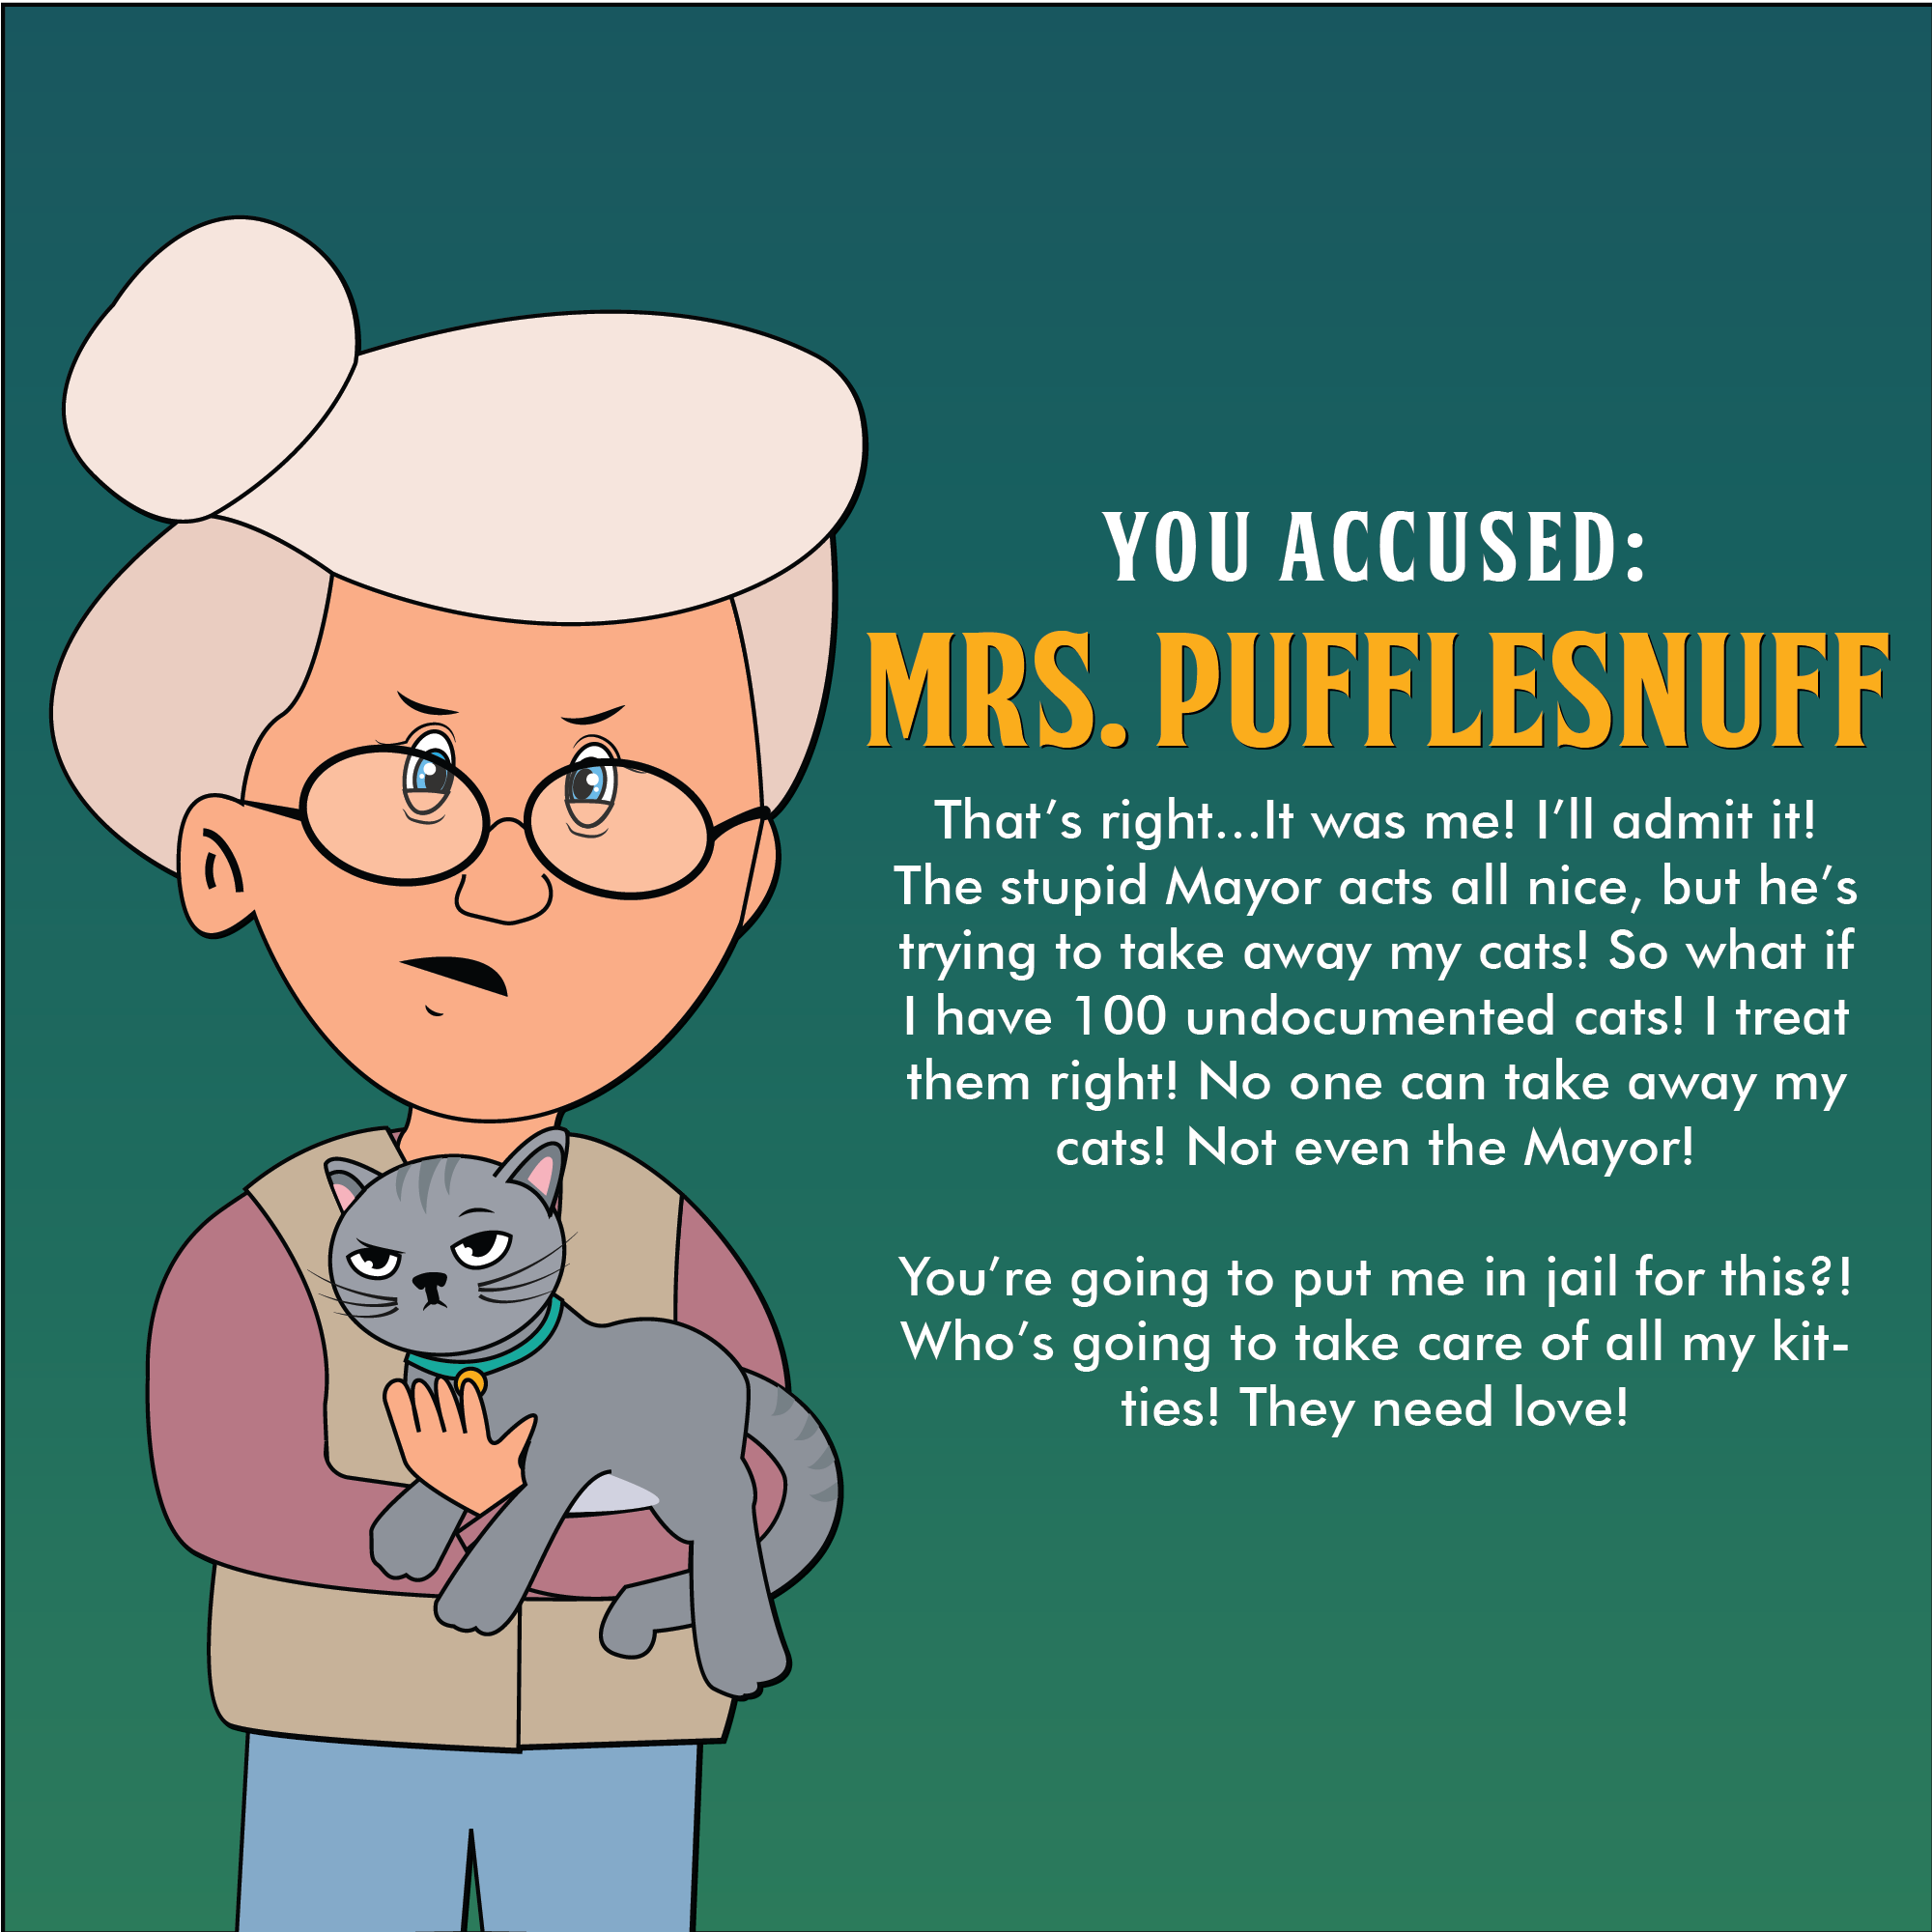 YOU ACCUSED:
MRS. PUFFLESNUFF
That’s right...It was me! I’ll admit it!
The stupid Mayor acts all nice, but he’s
trying to take away my cats! So what if
I have 100 undocumented cats! I treat
them right! No one can take away my
cats! Not even the Mayor!
You’re going to put me in jail for this?!
Who’s going to take care of all my kit-
ties! They need love!